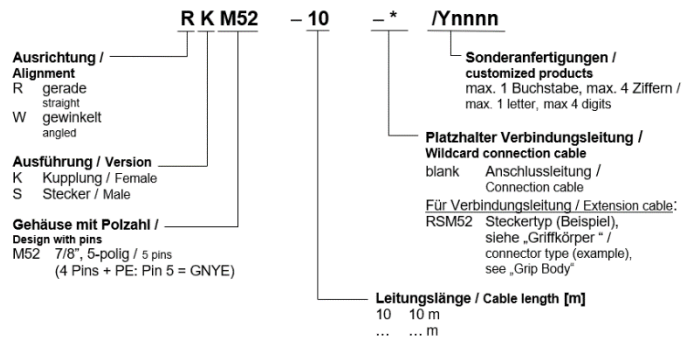 R K M52 – 10 – * /Ynnnn
Ausrichtung /
Alignment
R gerade
straight
W gewinkelt
angled
Ausführung / Version
K Kupplung / Female
S Stecker / Male
Gehäuse mit Polzahl /
Design with pins
M52 7/8”, 5-polig / 5 pins
(4 Pins + PE: Pin 5 = GNYE)
Sonderanfertigungen /
customized products
max. 1 Buchstabe, max. 4 Ziffern /
max. 1 letter, max 4 digits
Platzhalter Verbindungsleitung /
Wildcard connection cable
blank Anschlussleitung /
Connection cable
Für Verbindungsleitung / Extension cable:
RSM52 Steckertyp (Beispiel),
siehe „Griffkörper “ /
connector type (example),
see „Grip Body“
Leitungslänge / Cable length [m]
10 10 m
... ... m